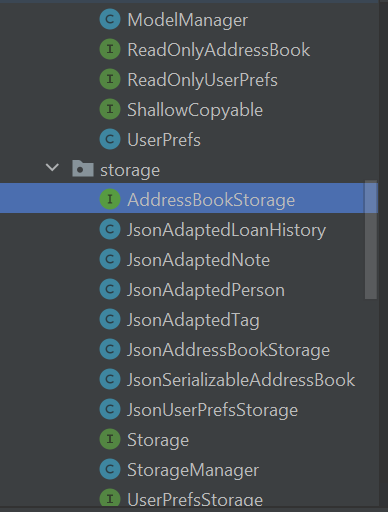 C ModelManager
I ReadOnlyAddressBook
I ReadOnlyUserPrefs
I ShallowCopyable
C UserPrefs
storage
I AddressBookStorage
C JsonAdaptedLoanHistory
C JsonAdaptedNote
C JsonAdaptedPerson
C JsonAdaptedTag
C JsonAddressBookStorage
C JsonSerializableAddressBook
C JsonUserPrefsStorage
I Storage
C StorageManager
I UserPrefsStorage